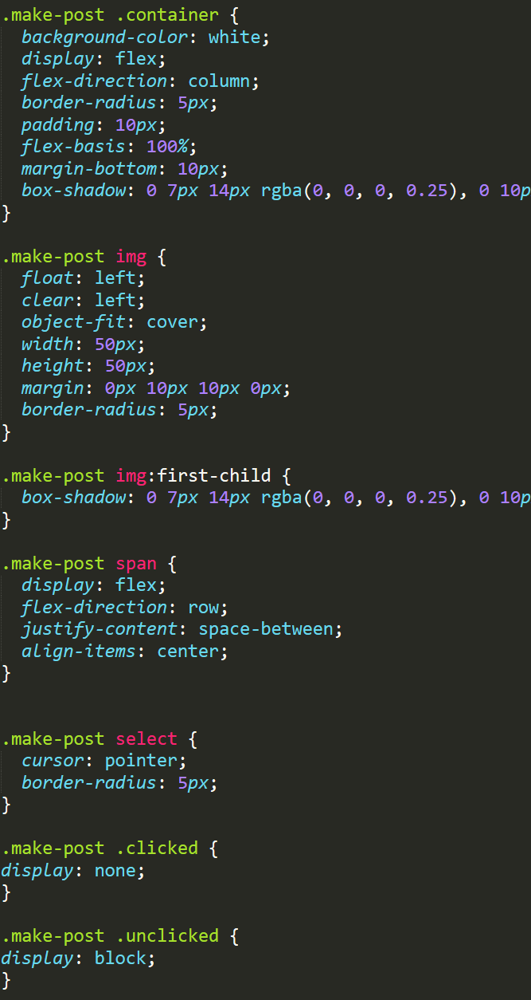 .make-post .container {
  background-color: white;
  display: flex;
  flex-direction: column;
  border-radius: 5px;
  padding: 10px;
  flex-basis: 100%;
  margin-bottom: 10px;
  box-shadow: 0 7px 14px rgba(0, 0, 0, 0.25), 0 10p
}

.make-post img {
  float: left;
  clear: left;
  object-fit: cover;
  width: 50px;
  height: 50px;
  margin: 0px 10px 10px 0px;
  border-radius: 5px;
}

.make-post img:first-child {
  box-shadow: 0 7px 14px rgba(0, 0, 0, 0.25), 0 10p
}

.make-post span {
  display: flex;
  flex-direction: row;
  justify-content: space-between;
  align-items: center;
}


.make-post select {
  cursor: pointer;
  border-radius: 5px;
}

.make-post .clicked {
display: none;
}

.make-post .unclicked {
display: block;
}